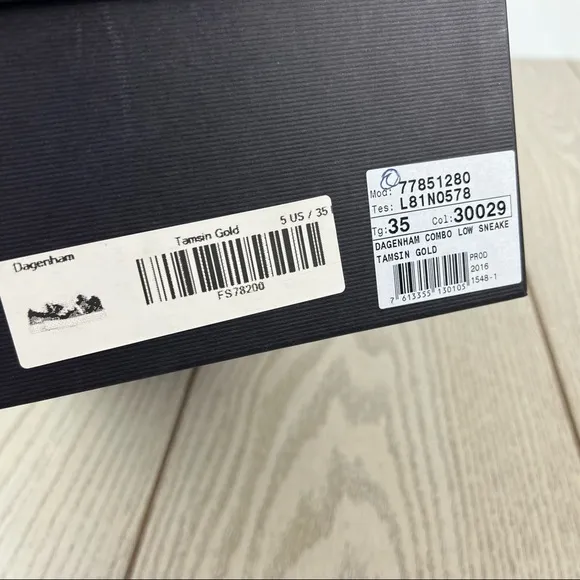 Dagenham
Tamsin Gold
5 US / 35
FS78200
Mod: 77851280
Tes: L81N0578
Tg: 35 Col: 30029
DAGENHAM COMBO LOW SNEAKE
TAMSIN GOLD
PROD
2016
1548-1
7 613355 130105